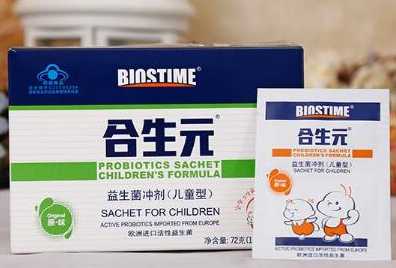 BIOSTIME®
合生元®
PROBIOTICS SACHET
CHILDREN'S FORMULA
益生菌冲剂(儿童型)
SACHET FOR CHILDREN
ACTIVE PROBIOTICS IMPORTED FROM EUROPE
欧洲进口活性益生菌
Original
原味
净含量:72克
BIOSTIME®
合生元®
PROBIOTICS SACHET
CHILDREN'S FORMULA
益生菌冲剂(儿童型)
SACHET FOR CHILDREN
Original
原味
ACTIVE PROBIOTICS IMPORTED FROM EUROPE
欧洲进口活性益生菌